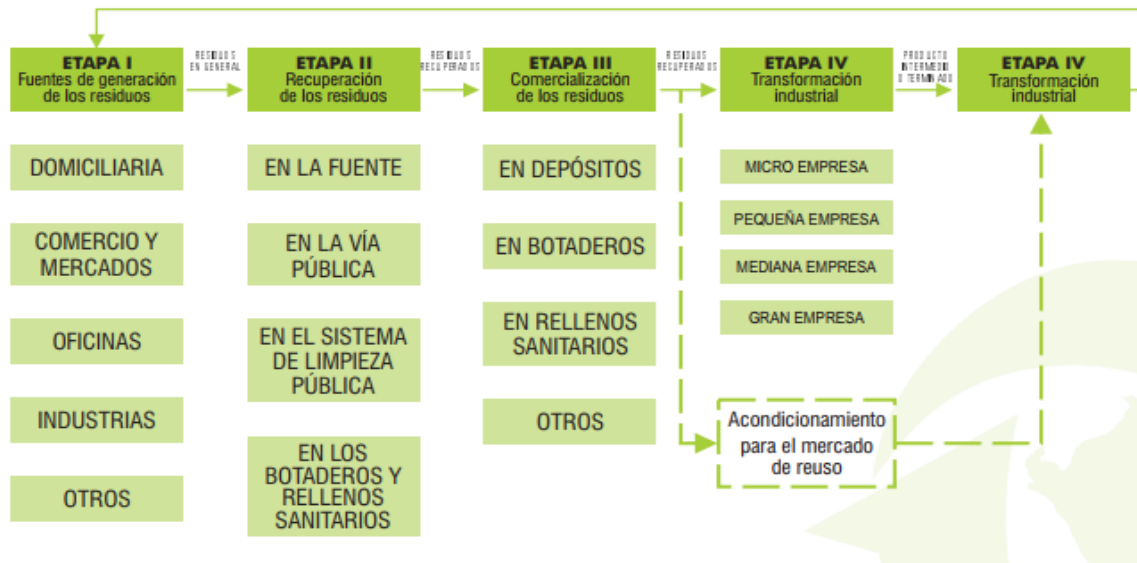 ETAPA I
Fuentes de generación
de los residuos
RESIDUOS
EN GENERAL
ETAPA II
Recuperación
de los residuos
RESIDUOS
RECUPERADOS
ETAPA III
Comercialización
de los residuos
RESIDUOS
RECUPERADOS
ETAPA IV
Transformación
industrial
PRODUCTO
INTERMEDIO
O TERMINADO
ETAPA IV
Transformación
industrial
DOMICILIARIA
COMERCIO Y
MERCADOS
OFICINAS
INDUSTRIAS
OTROS
EN LA FUENTE
EN LA VÍA
PÚBLICA
EN EL SISTEMA
DE LIMPIEZA
PÚBLICA
EN LOS
BOTADEROS Y
RELLENOS
SANITARIOS
EN DEPÓSITOS
EN BOTADEROS
EN RELLENOS
SANITARIOS
OTROS
MICRO EMPRESA
PEQUEÑA EMPRESA
MEDIANA EMPRESA
GRAN EMPRESA
Acondicionamiento
para el mercado
de reuso